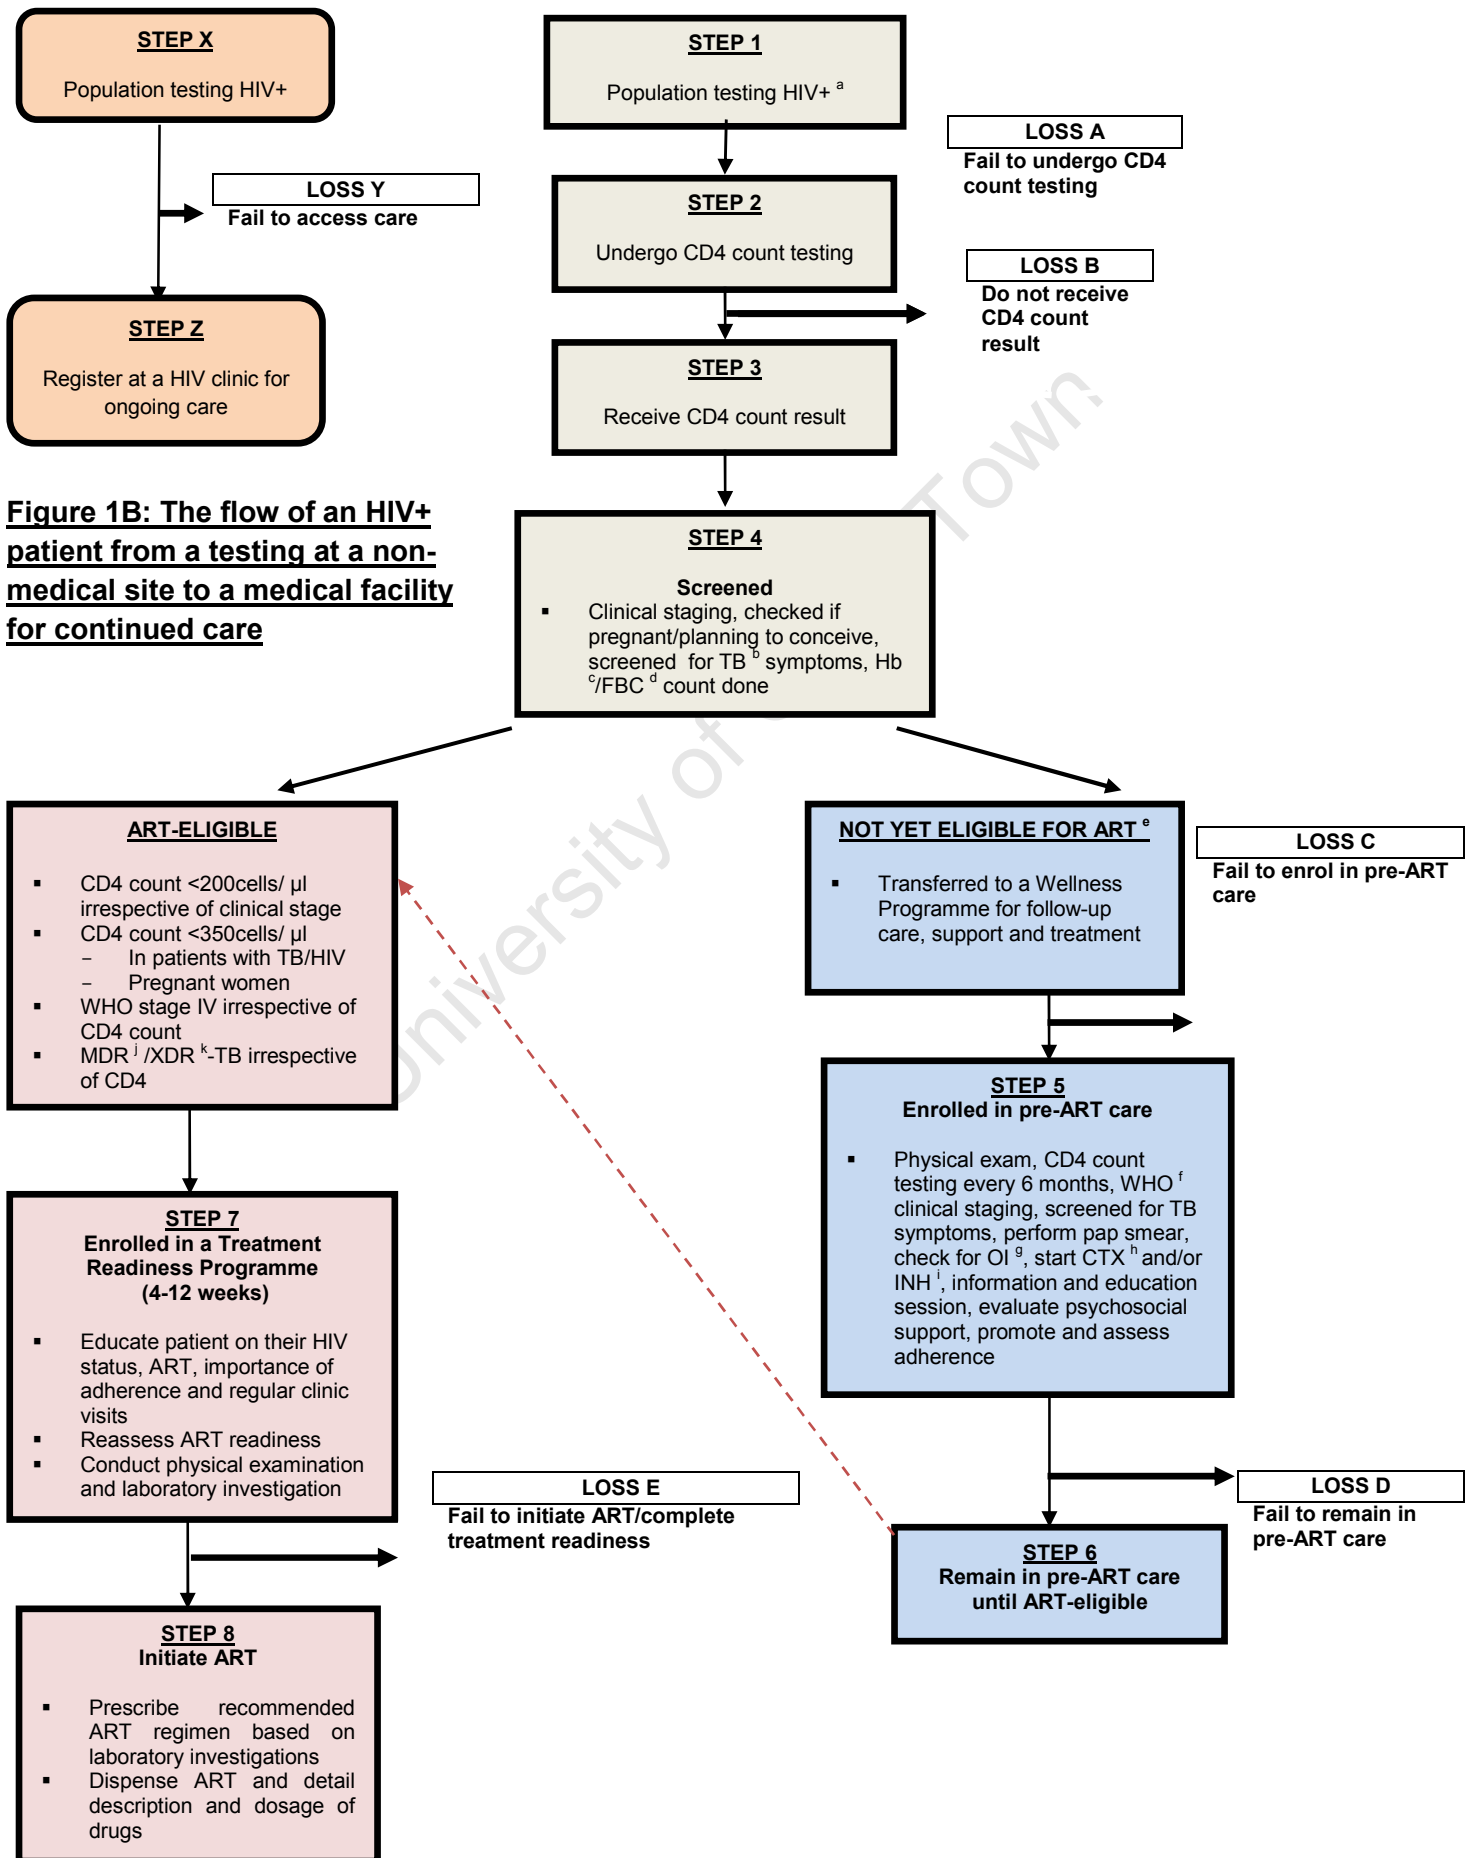 STEP X
Population testing HIV+
LOSS Y
Fail to access care
STEP Z
Register at a HIV clinic for
ongoing care
Figure 1B: The flow of an HIV+
patient from a testing at a non-
medical site to a medical facility
for continued care
STEP 1
Population testing HIV+ a
LOSS A
Fail to undergo CD4
count testing
STEP 2
Undergo CD4 count testing
LOSS B
Do not receive
CD4 count
result
STEP 3
Receive CD4 count result
STEP 4
Screened
▪ Clinical staging, checked if
pregnant/planning to conceive,
screened for TB b symptoms, Hb
c/FBC d count done
ART-ELIGIBLE
▪ CD4 count <200cells/ µl
irrespective of clinical stage
▪ CD4 count <350cells/ µl
– In patients with TB/HIV
– Pregnant women
▪ WHO stage IV irrespective of
CD4 count
▪ MDR j /XDR k-TB irrespective
of CD4
NOT YET ELIGIBLE FOR ART e
▪ Transferred to a Wellness
Programme for follow-up
care, support and treatment
LOSS C
Fail to enrol in pre-ART
care
STEP 5
Enrolled in pre-ART care
▪ Physical exam, CD4 count
testing every 6 months, WHO f
clinical staging, screened for TB
symptoms, perform pap smear,
check for OI g, start CTX h and/or
INH i, information and education
session, evaluate psychosocial
support, promote and assess
adherence
LOSS D
Fail to remain in
pre-ART care
STEP 6
Remain in pre-ART care
until ART-eligible
STEP 7
Enrolled in a Treatment
Readiness Programme
(4-12 weeks)
▪ Educate patient on their HIV
status, ART, importance of
adherence and regular clinic
visits
▪ Reassess ART readiness
▪ Conduct physical examination
and laboratory investigation
LOSS E
Fail to initiate ART/complete
treatment readiness
STEP 8
Initiate ART
▪ Prescribe recommended
ART regimen based on
laboratory investigations
▪ Dispense ART and detail
description and dosage of
drugs
University of Town